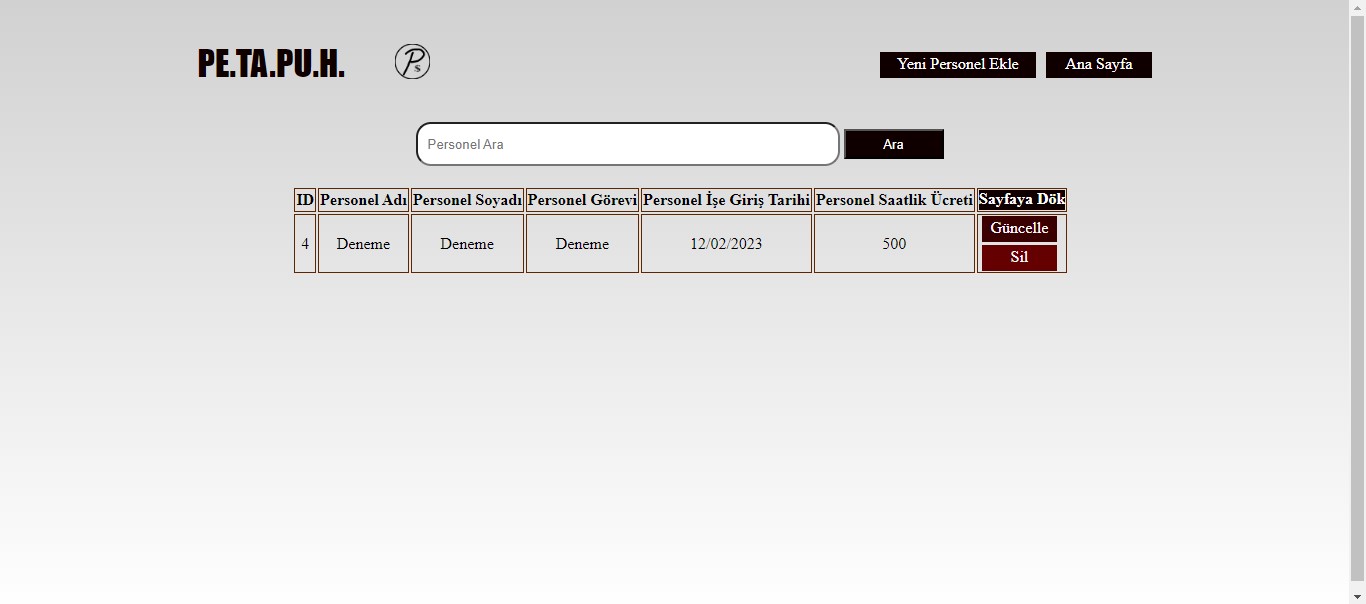 PE.TA.PU.H.
Ps
Yeni Personel Ekle Ana Sayfa
Personel Ara
Ara
ID Personel Adı Personel Soyadı Personel Görevi Personel İşe Giriş Tarihi Personel Saatlik Ücreti Sayfaya Dök
4 Deneme Deneme Deneme 12/02/2023 500 Güncelle
Sil